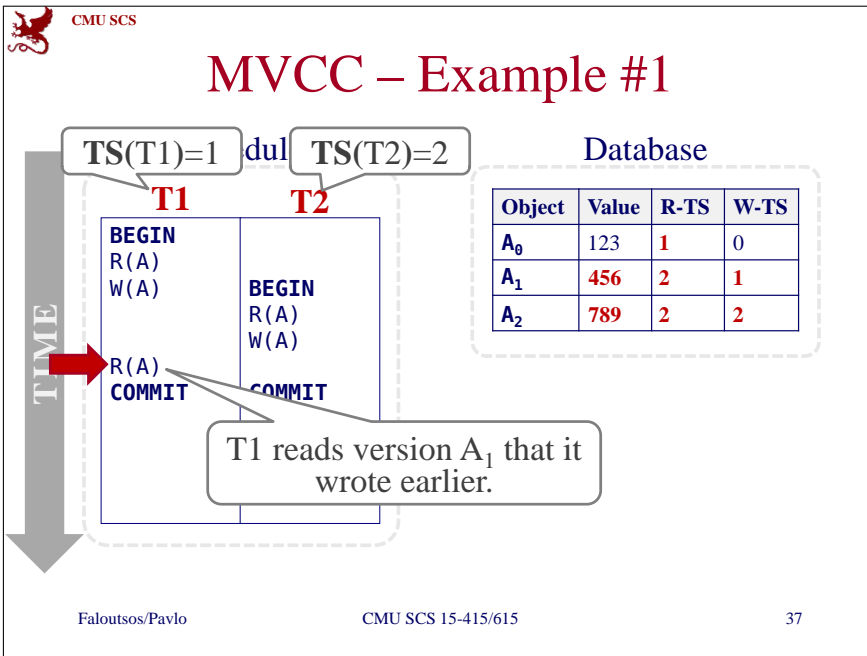 CMU SCS
MVCC – Example #1
TS(T1)=1 edul TS(T2)=2
Database
T1 T2
Object Value R-TS W-TS
A₀ 123 1 0
A₁ 456 2 1
A₂ 789 2 2
BEGIN
R(A)
W(A) BEGIN
R(A)
W(A)
R(A)
COMMIT COMMIT
TIME
T1 reads version A₁ that it
wrote earlier.
Faloutsos/Pavlo CMU SCS 15-415/615 37